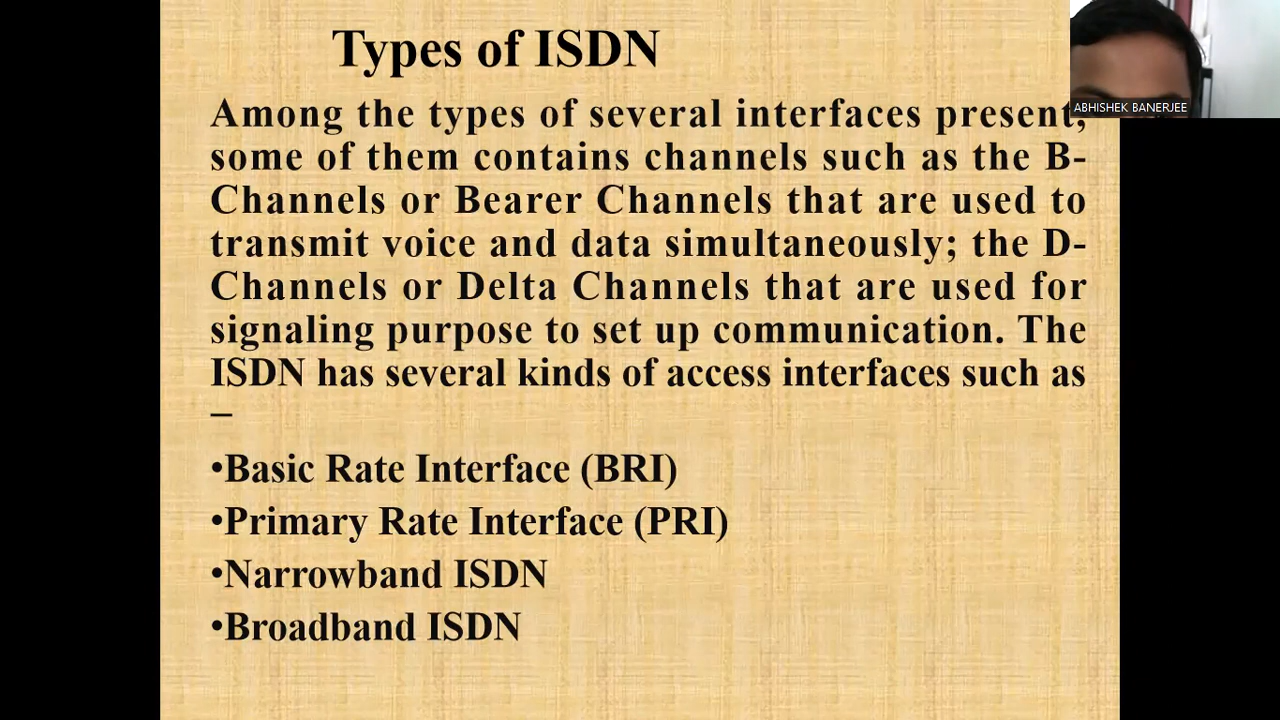 Types of ISDN
ABHISHEK BANERJEE
Among the types of several interfaces present,
some of them contains channels such as the B-
Channels or Bearer Channels that are used to
transmit voice and data simultaneously; the D-
Channels or Delta Channels that are used for
signaling purpose to set up communication. The
ISDN has several kinds of access interfaces such as
–
•Basic Rate Interface (BRI)
•Primary Rate Interface (PRI)
•Narrowband ISDN
•Broadband ISDN